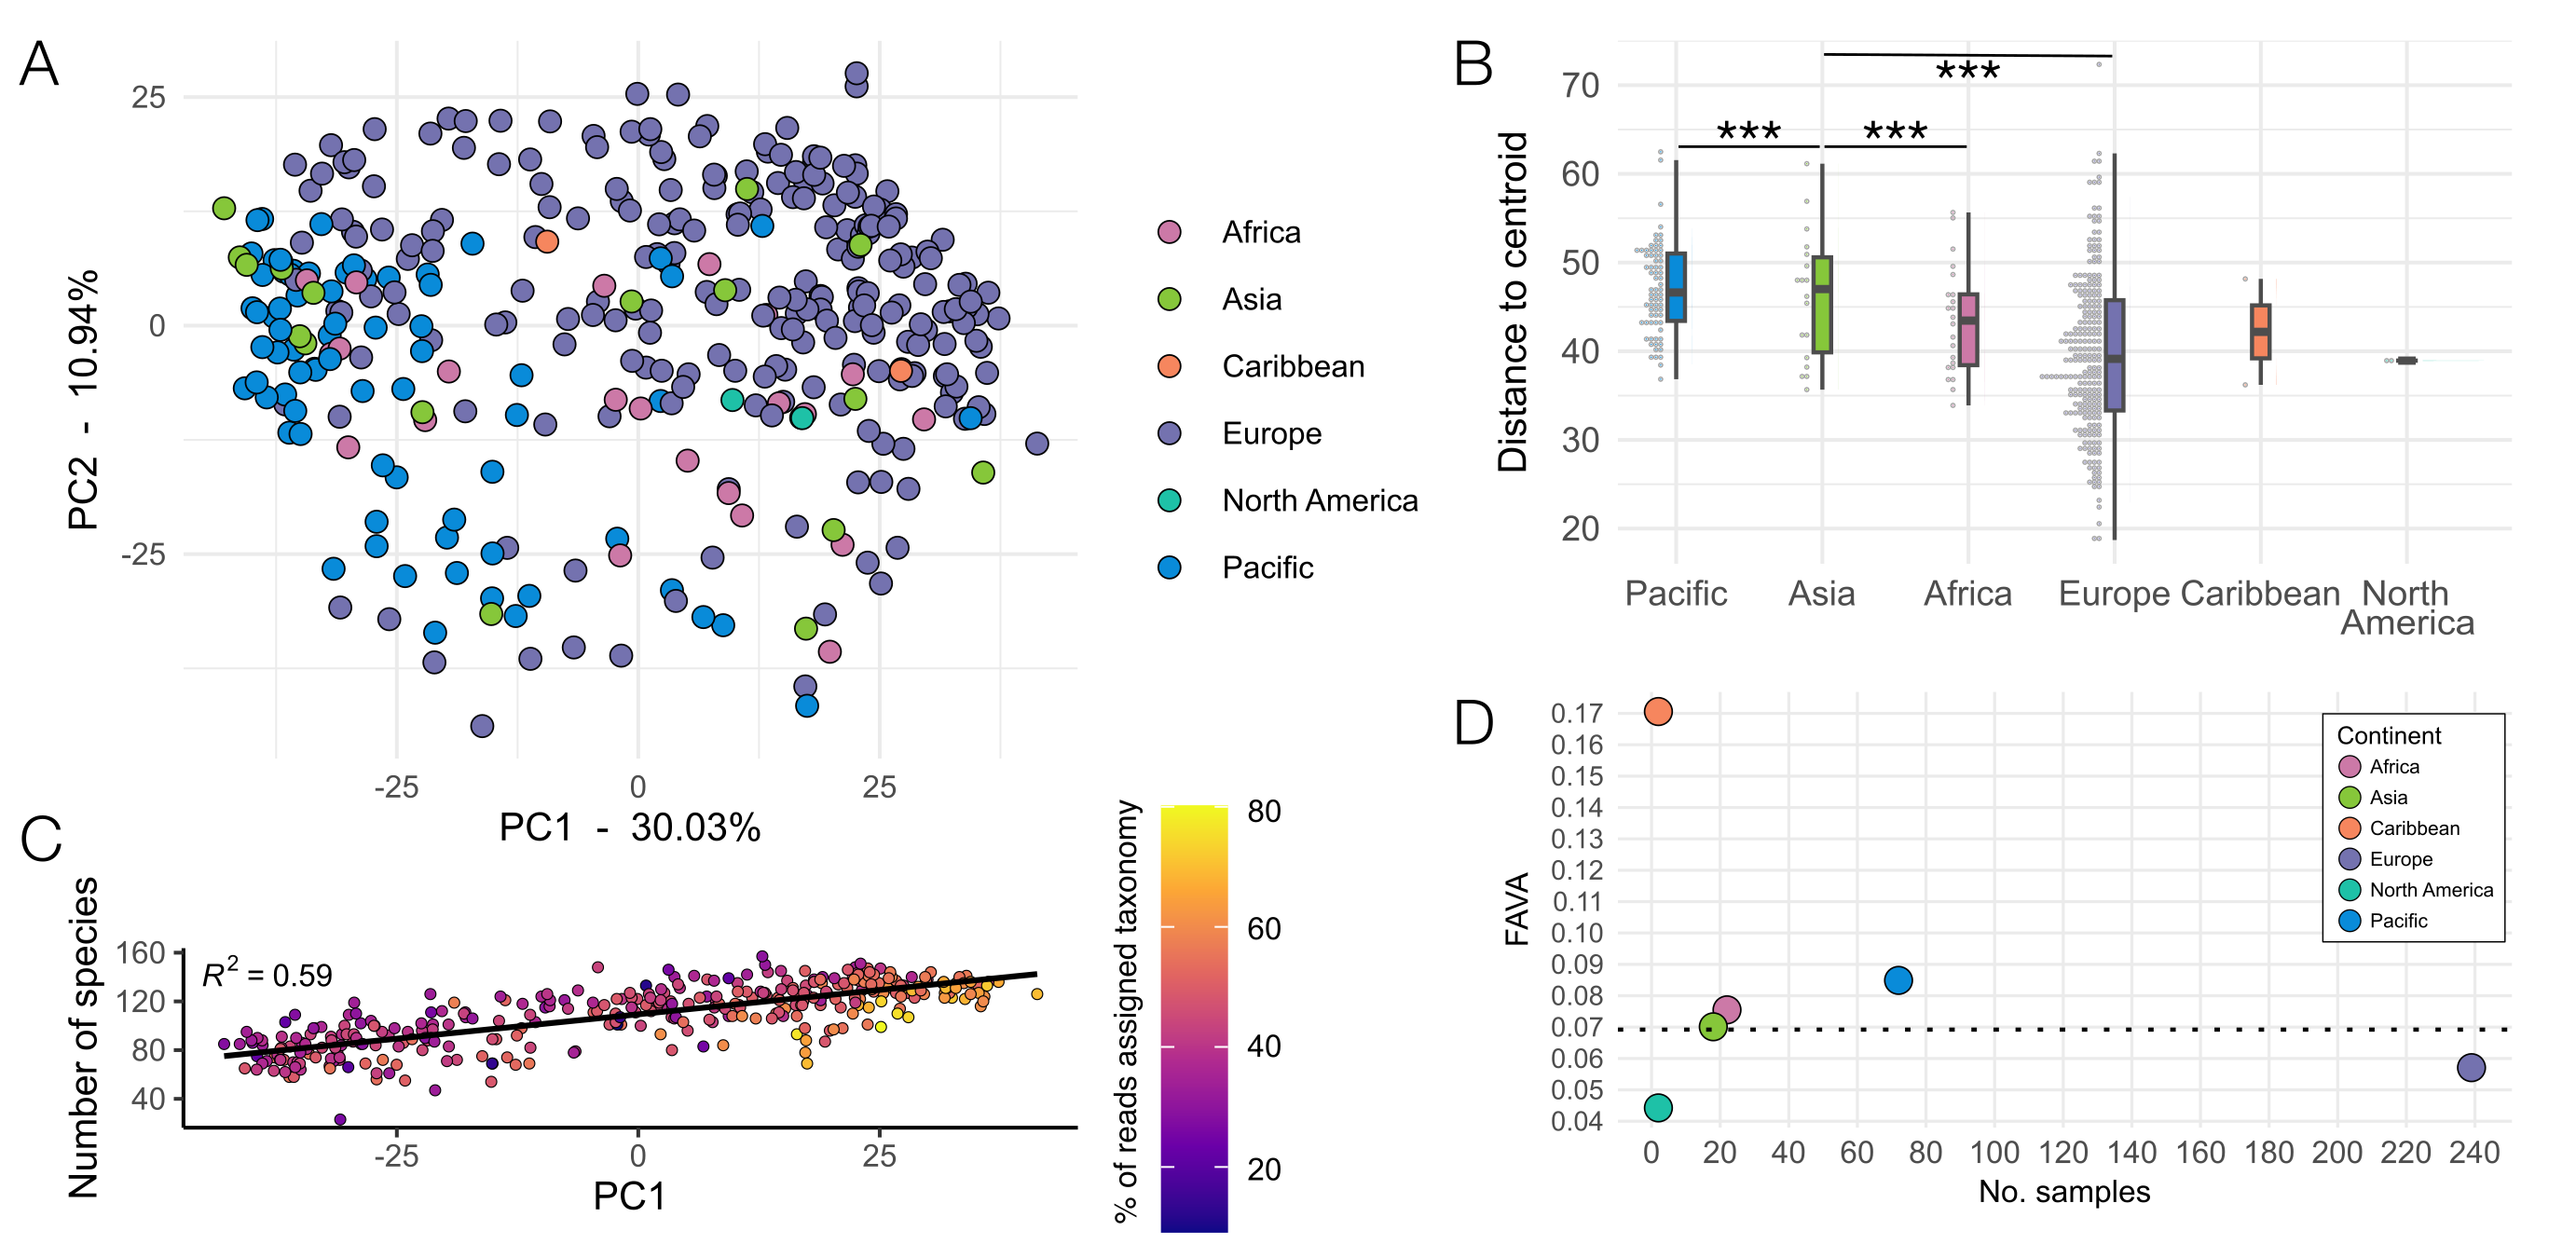 A
25
0
-25
PC2 - 10.94%
-25 0 25
PC1 - 30.03%
Africa
Asia
Caribbean
Europe
North America
Pacific
B
***
*** ***
70
60
50
40
30
20
Distance to centroid
Pacific Asia Africa Europe Caribbean North
America
C
R² = 0.59
160
120
80
40
Number of species
-25 0 25
PC1
% of reads assigned taxonomy
80
60
40
20
D
0.17
0.16
0.15
0.14
0.13
0.12
0.11
0.10
0.09
0.08
0.07
0.06
0.05
0.04
FAVA
0 20 40 60 80 100 120 140 160 180 200 220 240
No. samples
Continent
Africa
Asia
Caribbean
Europe
North America
Pacific